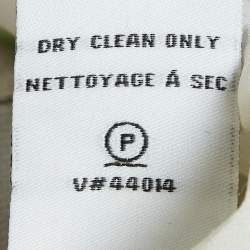 DRY CLEAN ONLY
NETTOYAGE Á SEC
P
V#44014